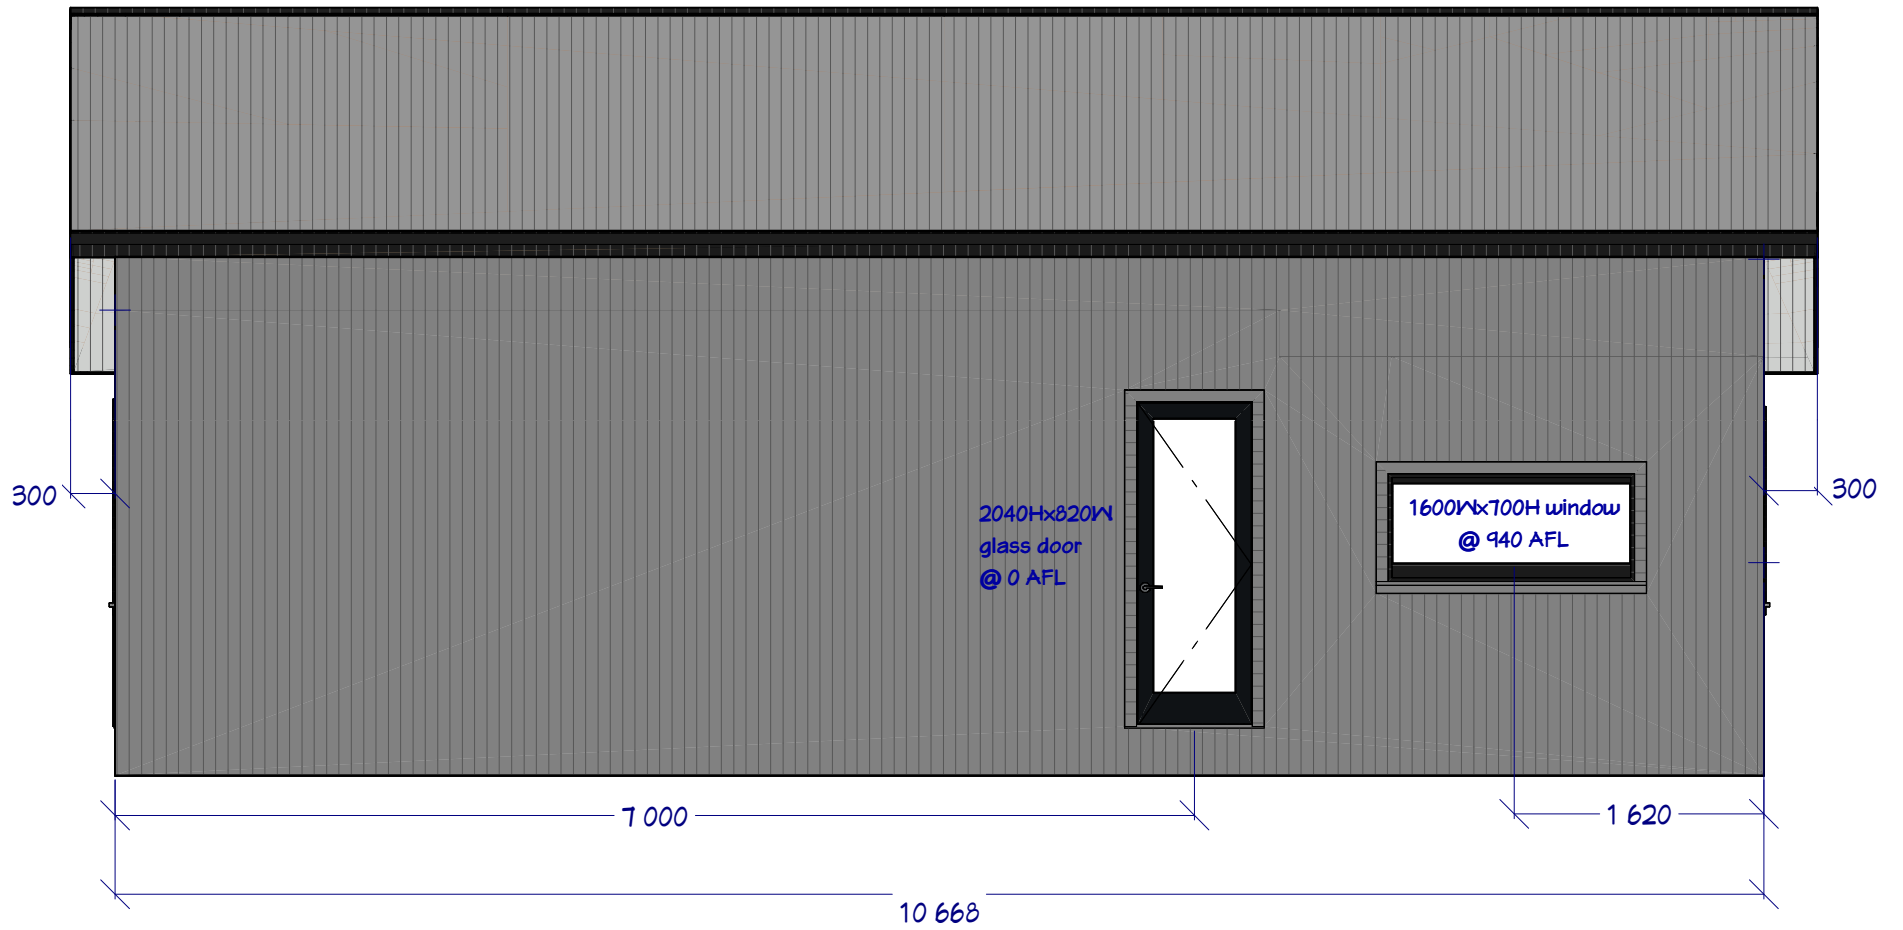 300
2040Hx820W
glass door
@ 0 AFL
1600Wx700H window
@ 940 AFL
300
7 000
1 620
10 668